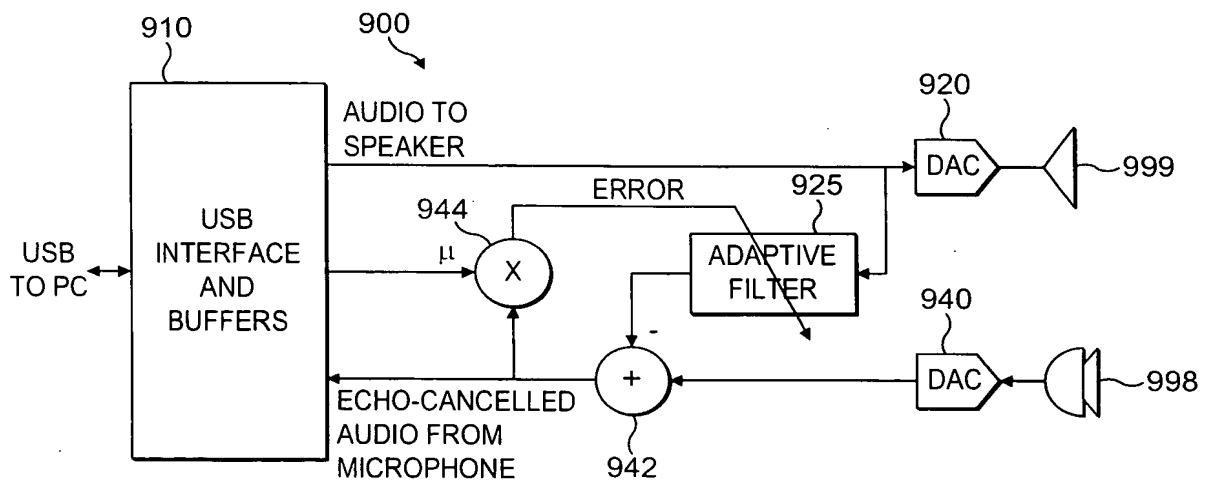 910
900
920
AUDIO TO
SPEAKER
DAC
999
ERROR
925
944
USB
INTERFACE
AND
BUFFERS
USB
TO PC
μ
X
ADAPTIVE
FILTER
-
940
+
DAC
998
ECHO-CANCELLED
AUDIO FROM
MICROPHONE
942